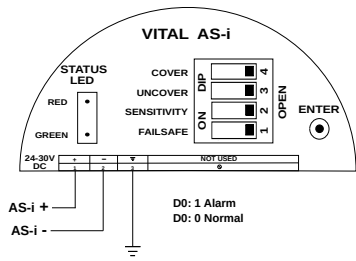 VITAL AS-i
STATUS
LED
RED
GREEN
COVER
UNCOVER
SENSITIVITY
FAILSAFE
ON DIP
4
3
2
1
OPEN
ENTER
24-30V
DC
+ −
1 2 3
NOT USED
AS-i +
AS-i -
D0: 1 Alarm
D0: 0 Normal